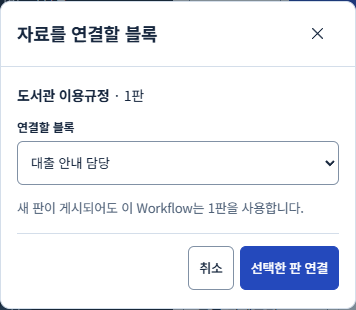 자료를 연결할 블록
도서관 이용규정 · 1판
연결할 블록
대출 안내 담당
새 판이 게시되어도 이 Workflow는 1판을 사용합니다.
취소
선택한 판 연결